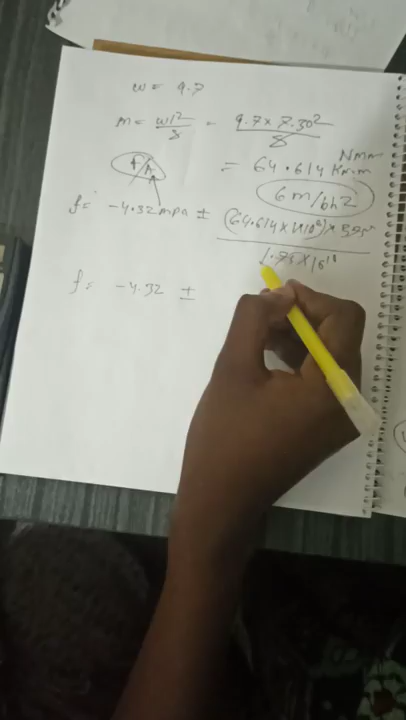 w = 9.7
m = wl²/8 = 9.7 x 7.30²/8
= 64.614 KN.m Nmm
P/A 6m/bh2
f = -4.32 mpa ± (64.614 x 10⁶) x
f = -4.32 ±